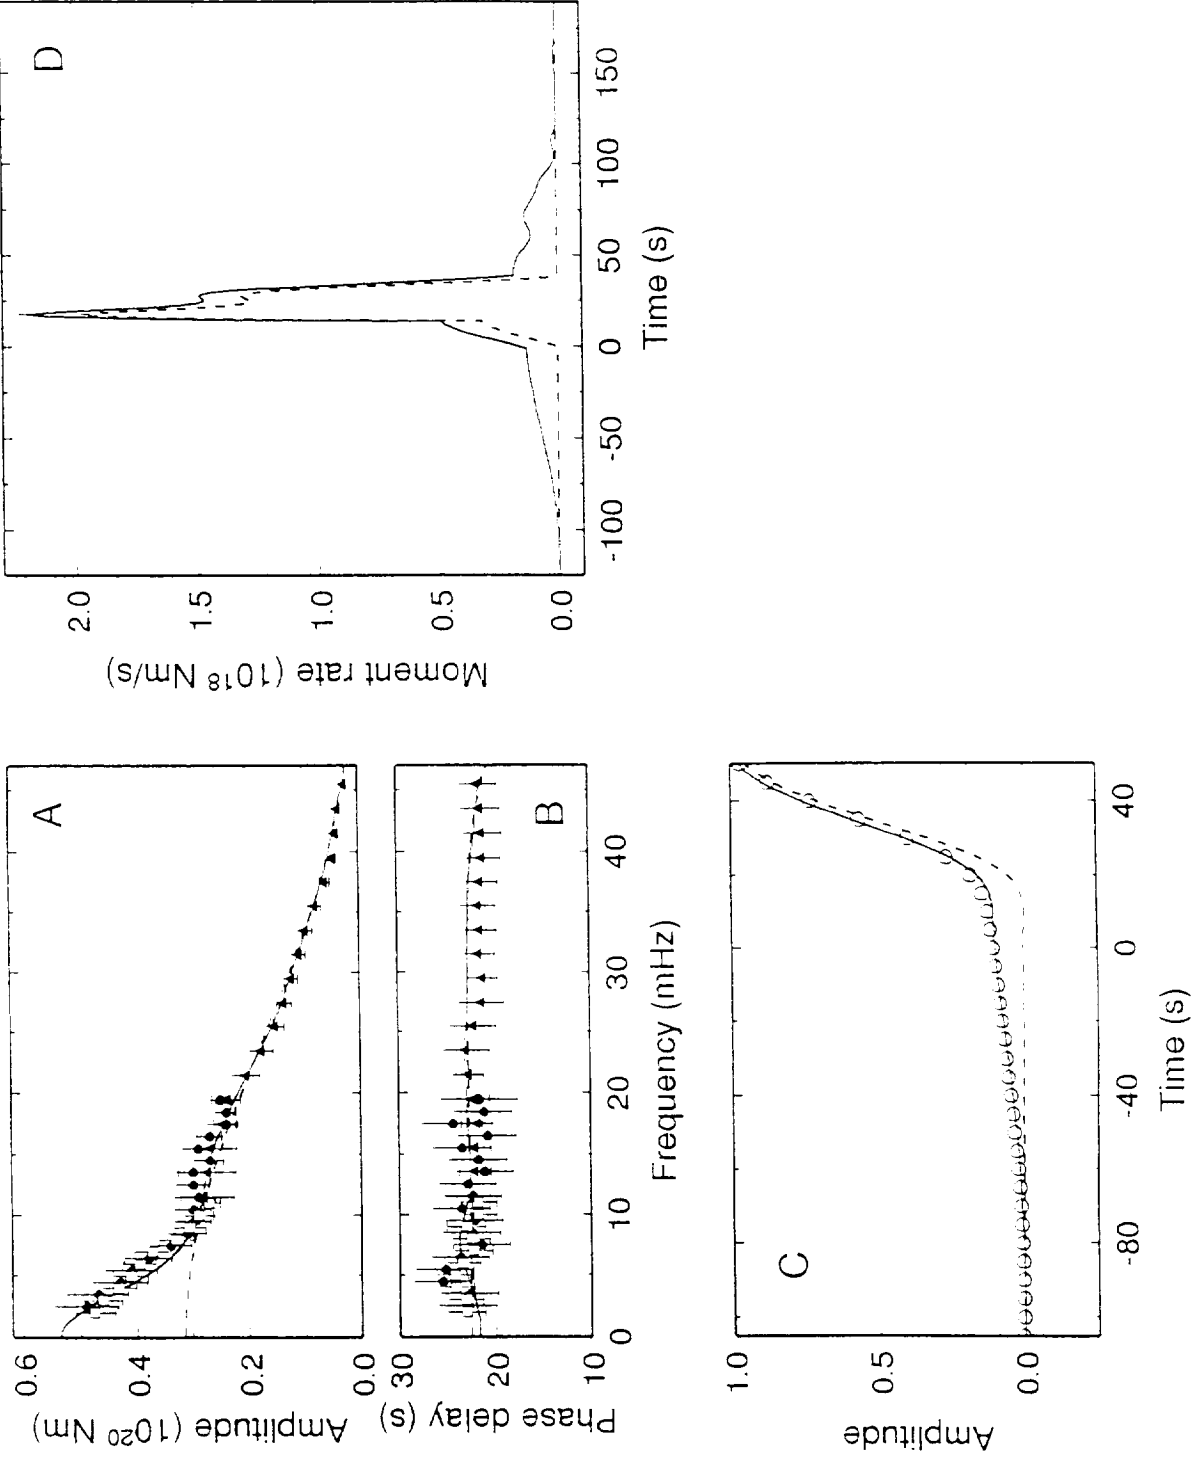 A
0.6
0.4
0.2
0.0
Amplitude (10²⁰ Nm)
B
30
20
10
Phase delay (s)
0
10
20
30
40
Frequency (mHz)
C
1.0
0.5
0.0
Amplitude
-80
-40
0
40
Time (s)
D
2.0
1.5
1.0
0.5
0.0
Moment rate (10¹⁸ Nm/s)
-100
-50
0
50
100
150
Time (s)